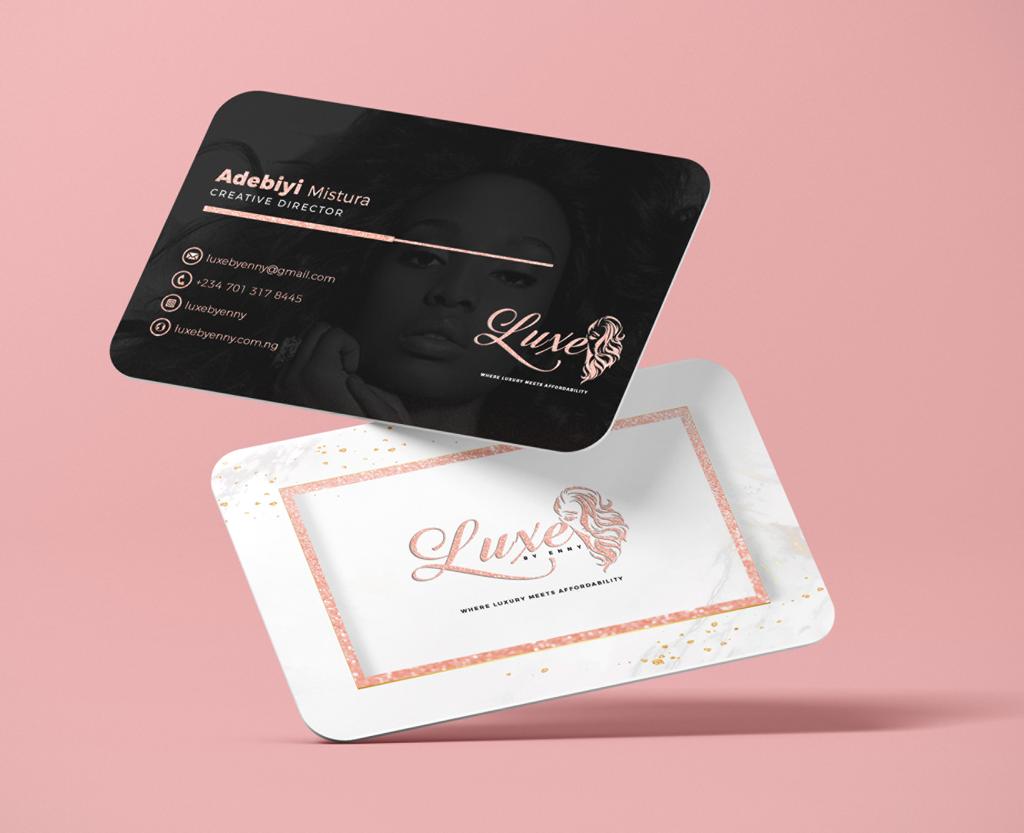 Adebiyi Mistura
CREATIVE DIRECTOR
luxebyenny@gmail.com
+234 701 317 8445
luxebyenny
luxebyenny.com.ng
Luxe
WHERE LUXURY MEETS AFFORDABILITY
Luxe
BY ENNY
WHERE LUXURY MEETS AFFORDABILITY